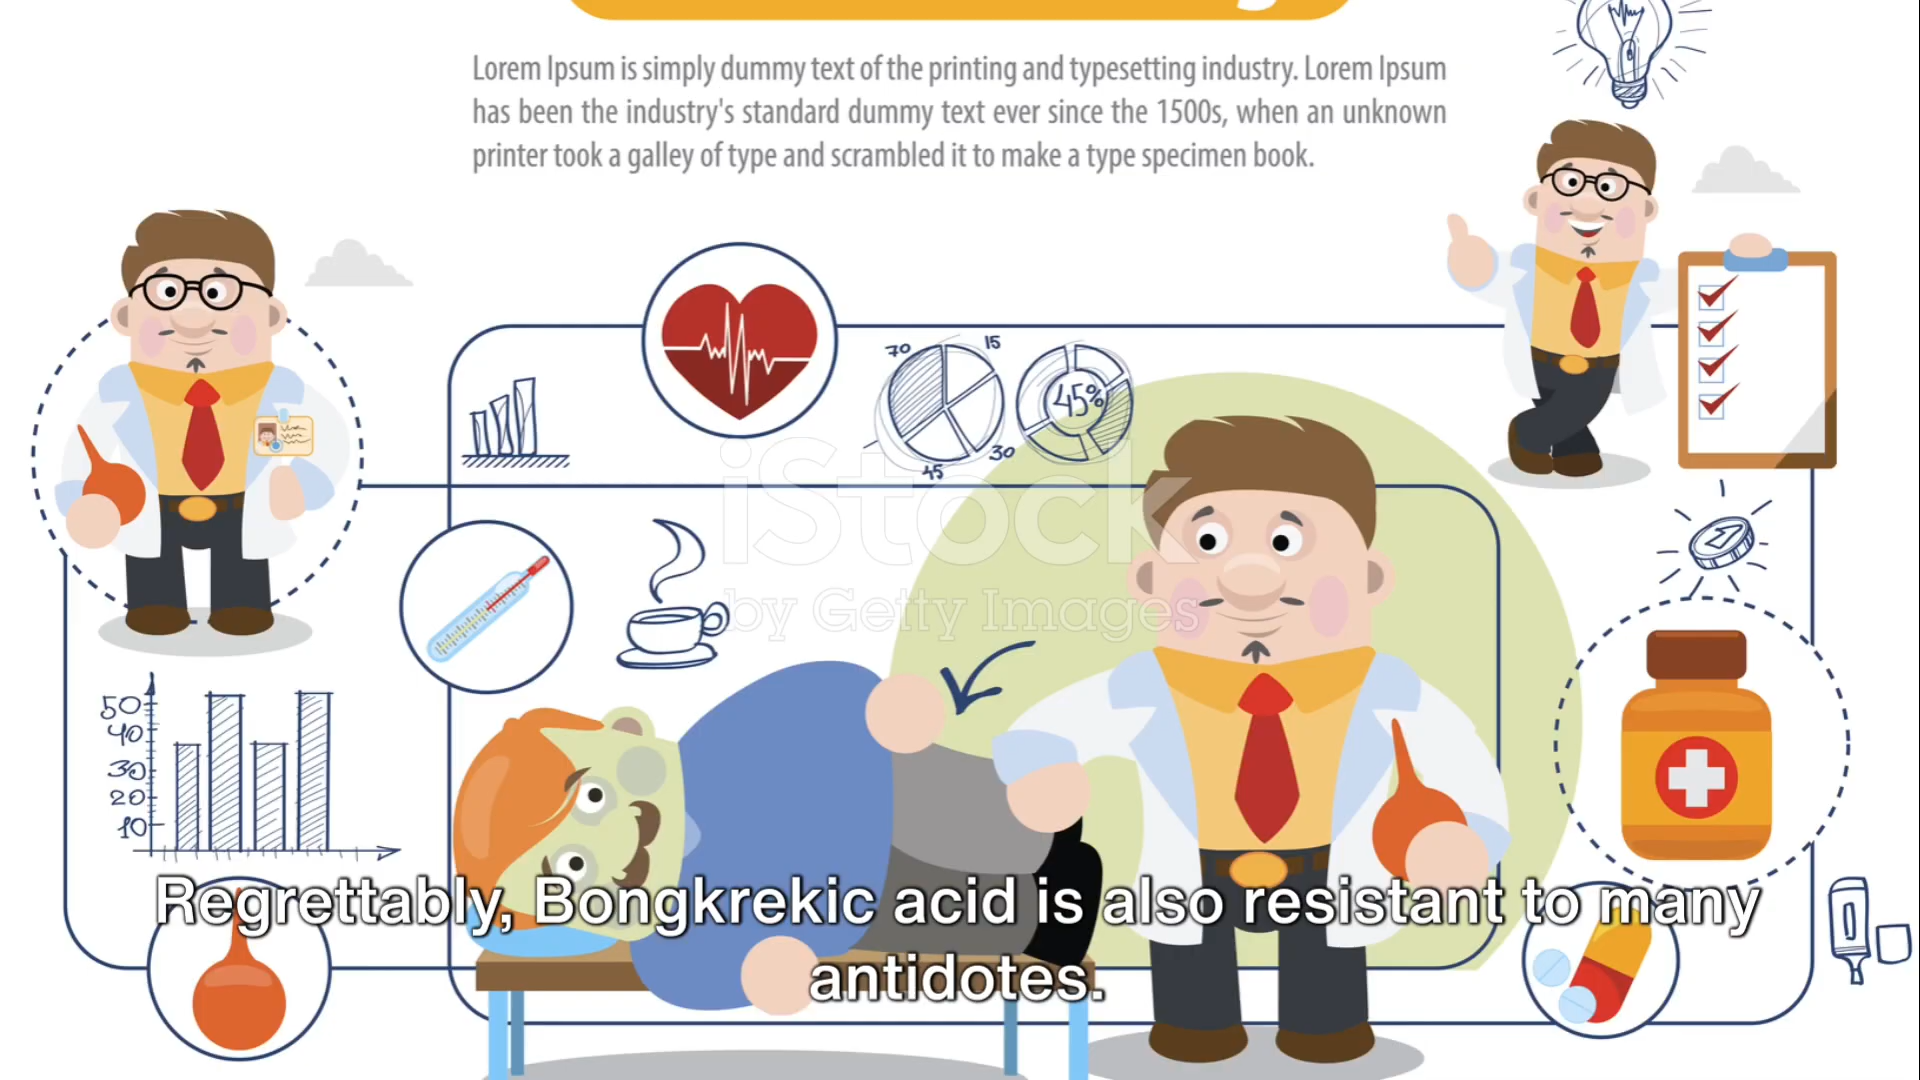 Lorem Ipsum is simply dummy text of the printing and typesetting industry. Lorem Ipsum
has been the industry's standard dummy text ever since the 1500s, when an unknown
printer took a galley of type and scrambled it to make a type specimen book.
70
15
45%
30
45
iStock
by Getty Images
50
40
30
20
10
Regrettably, Bongkrekic acid is also resistant to many
antidotes.